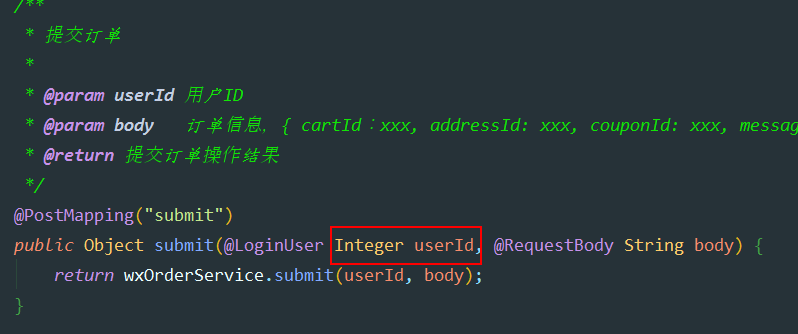 /**
* 提交订单
*
* @param userId 用户ID
* @param body 订单信息, { cartId：xxx, addressId: xxx, couponId: xxx, messag
* @return 提交订单操作结果
*/
@PostMapping("submit")
public Object submit(@LoginUser Integer userId, @RequestBody String body) {
return wxOrderService.submit(userId, body);
}